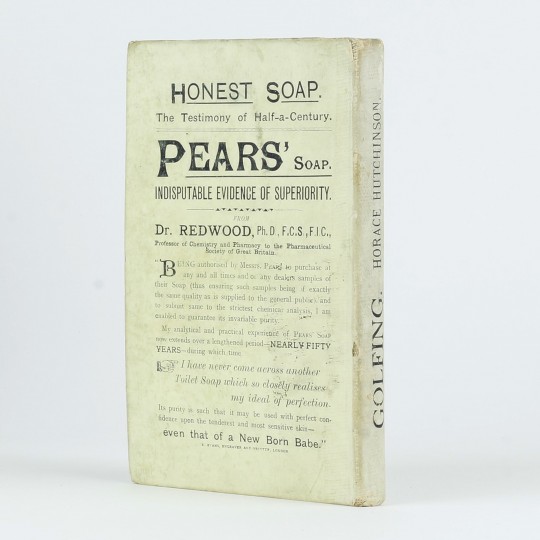 HONEST SOAP.
The Testimony of Half-a-Century.
PEARS' SOAP.
INDISPUTABLE EVIDENCE OF SUPERIORITY.
FROM
Dr. REDWOOD, Ph.D., F.C.S., F.I.C.,
Professor of Chemistry and Pharmacy to the Pharmaceutical
Society of Great Britain.
"BEING authorised by Messrs. PEARS to purchase at
any and all times and of any dealer samples of
their Soap (thus ensuring such samples being of exactly
the same quality as is supplied to the general public) and
to submit same to the strictest chemical analysis, I am
enabled to guarantee its invariable purity.
My analytical and practical experience of PEARS' SOAP
now extends over a lengthened period—NEARLY FIFTY
YEARS—during which time
"I have never come across another
Toilet Soap which so closely realises
my ideal of perfection.
Its purity is such that it may be used with perfect con-
fidence upon the tenderest and most sensitive skin—
even that of a New Born Babe."
GOLFING. HORACE HUTCHINSON.